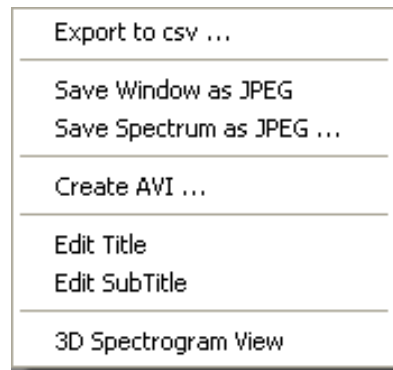 Export to csv ...
Save Window as JPEG
Save Spectrum as JPEG ...
Create AVI ...
Edit Title
Edit SubTitle
3D Spectrogram View